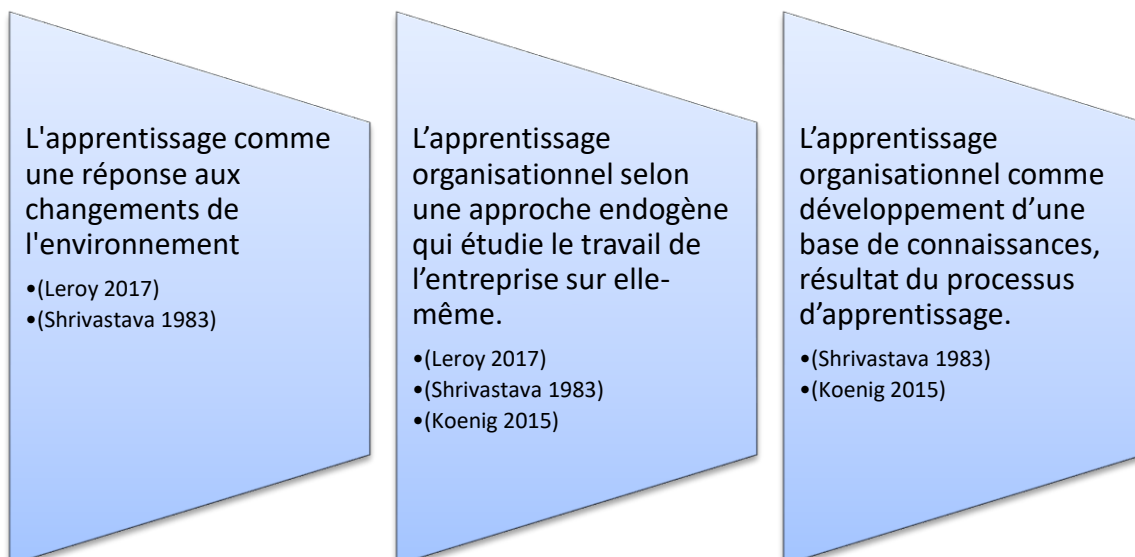 L'apprentissage comme
une réponse aux
changements de
l'environnement
•(Leroy 2017)
•(Shrivastava 1983)
L’apprentissage
organisationnel selon
une approche endogène
qui étudie le travail de
l’entreprise sur elle-
même.
•(Leroy 2017)
•(Shrivastava 1983)
•(Koenig 2015)
L’apprentissage
organisationnel comme
développement d’une
base de connaissances,
résultat du processus
d’apprentissage.
•(Shrivastava 1983)
•(Koenig 2015)